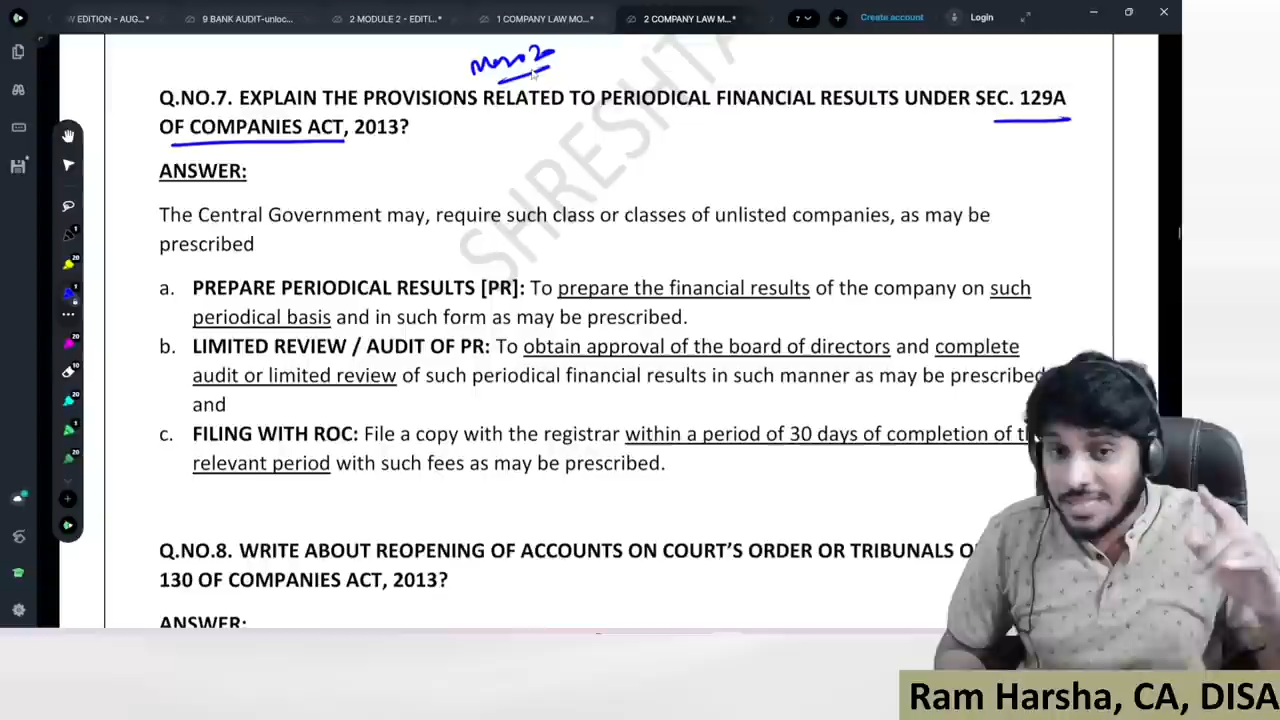 W EDITION - AUG...*
9 BANK AUDIT-unloc...
2 MODULE 2 - EDITI...*
1 COMPANY LAW MO...*
2 COMPANY LAW M...*
7
Create account
Login
Q.NO.7. EXPLAIN THE PROVISIONS RELATED TO PERIODICAL FINANCIAL RESULTS UNDER SEC. 129A
OF COMPANIES ACT, 2013?
ANSWER:
SHRESHTA
The Central Government may, require such class or classes of unlisted companies, as may be
prescribed
a. PREPARE PERIODICAL RESULTS [PR]: To prepare the financial results of the company on such
periodical basis and in such form as may be prescribed.
b. LIMITED REVIEW / AUDIT OF PR: To obtain approval of the board of directors and complete
audit or limited review of such periodical financial results in such manner as may be prescribed
and
c. FILING WITH ROC: File a copy with the registrar within a period of 30 days of completion of
relevant period with such fees as may be prescribed.
Q.NO.8. WRITE ABOUT REOPENING OF ACCOUNTS ON COURT'S ORDER OR TRIBUNALS
130 OF COMPANIES ACT, 2013?
ANSWER:
Ram Harsha, CA, DISA